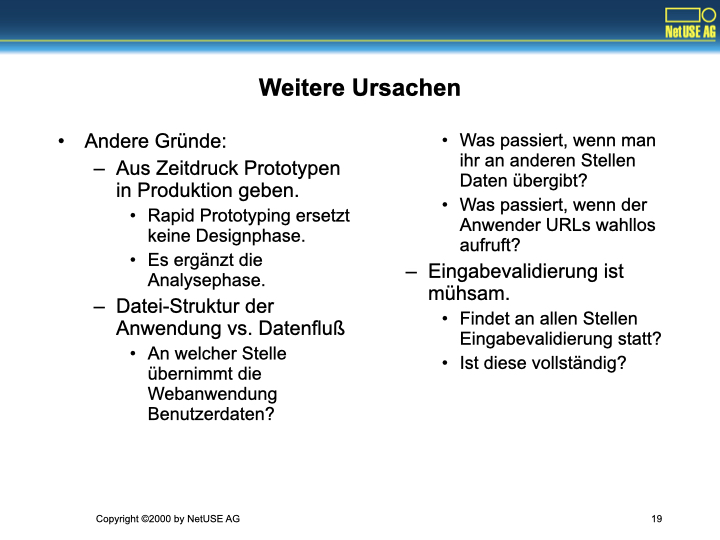 NetUSE AG
Weitere Ursachen
• Andere Gründe:
– Aus Zeitdruck Prototypen
in Produktion geben.
• Rapid Prototyping ersetzt
keine Designphase.
• Es ergänzt die
Analysephase.
– Datei-Struktur der
Anwendung vs. Datenfluß
• An welcher Stelle
übernimmt die
Webanwendung
Benutzerdaten?
• Was passiert, wenn man
ihr an anderen Stellen
Daten übergibt?
• Was passiert, wenn der
Anwender URLs wahllos
aufruft?
– Eingabevalidierung ist
mühsam.
• Findet an allen Stellen
Eingabevalidierung statt?
• Ist diese vollständig?
Copyright ©2000 by NetUSE AG
19